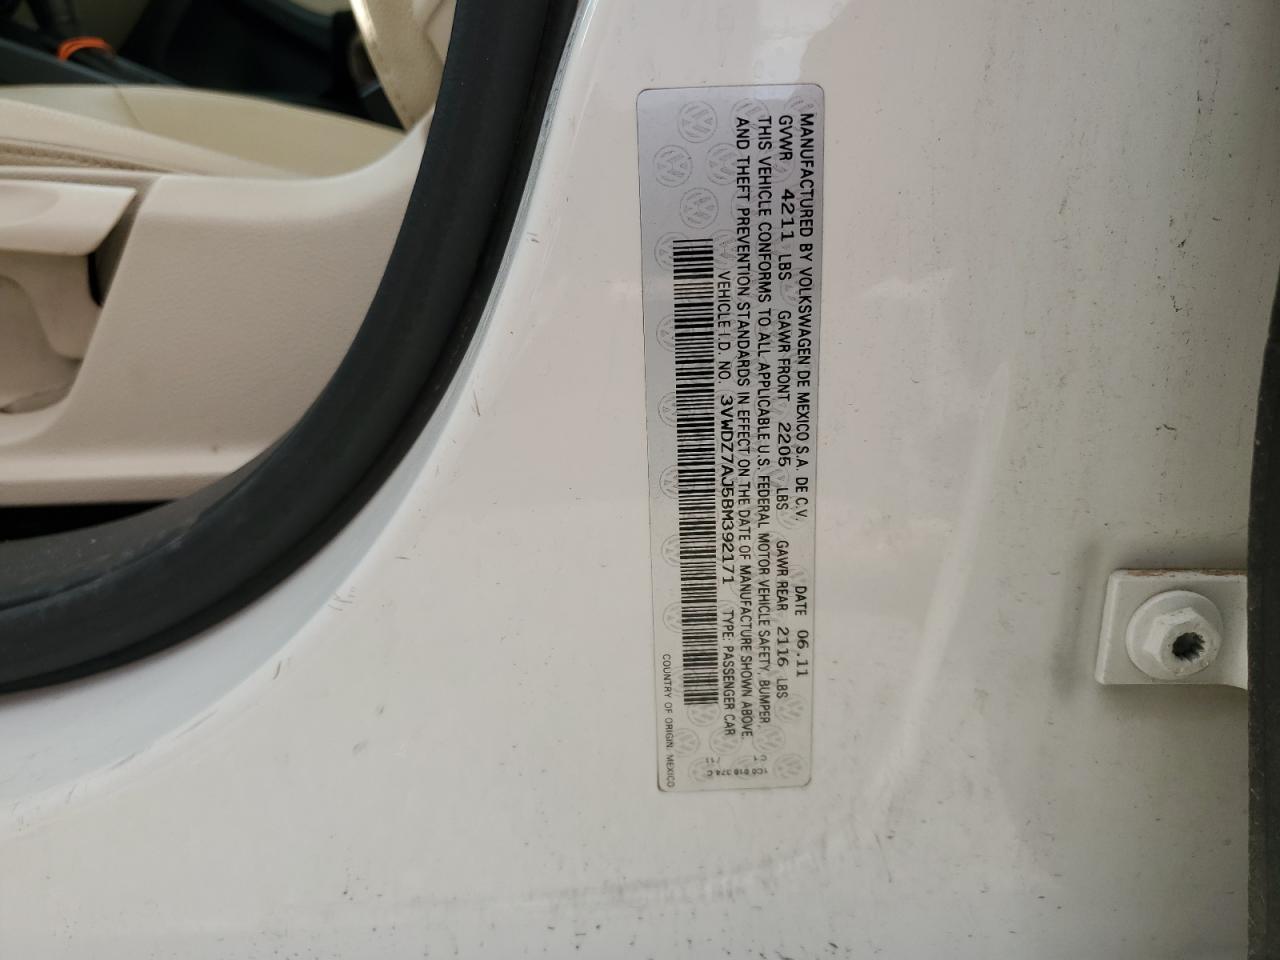 MANUFACTURED BY VOLKSWAGEN DE MEXICO S.A. DE C.V. DATE 06.11
GVWR 4211 LBS GAWR FRONT 2205 LBS GAWR REAR 2116 LBS
THIS VEHICLE CONFORMS TO ALL APPLICABLE U.S. FEDERAL MOTOR VEHICLE SAFETY, BUMPER,
AND THEFT PREVENTION STANDARDS IN EFFECT ON THE DATE OF MANUFACTURE SHOWN ABOVE.
VEHICLE I.D. NO. 3VWDZ7AJ5BM392171 TYPE: PASSENGER CAR
COUNTRY OF ORIGIN: MEXICO